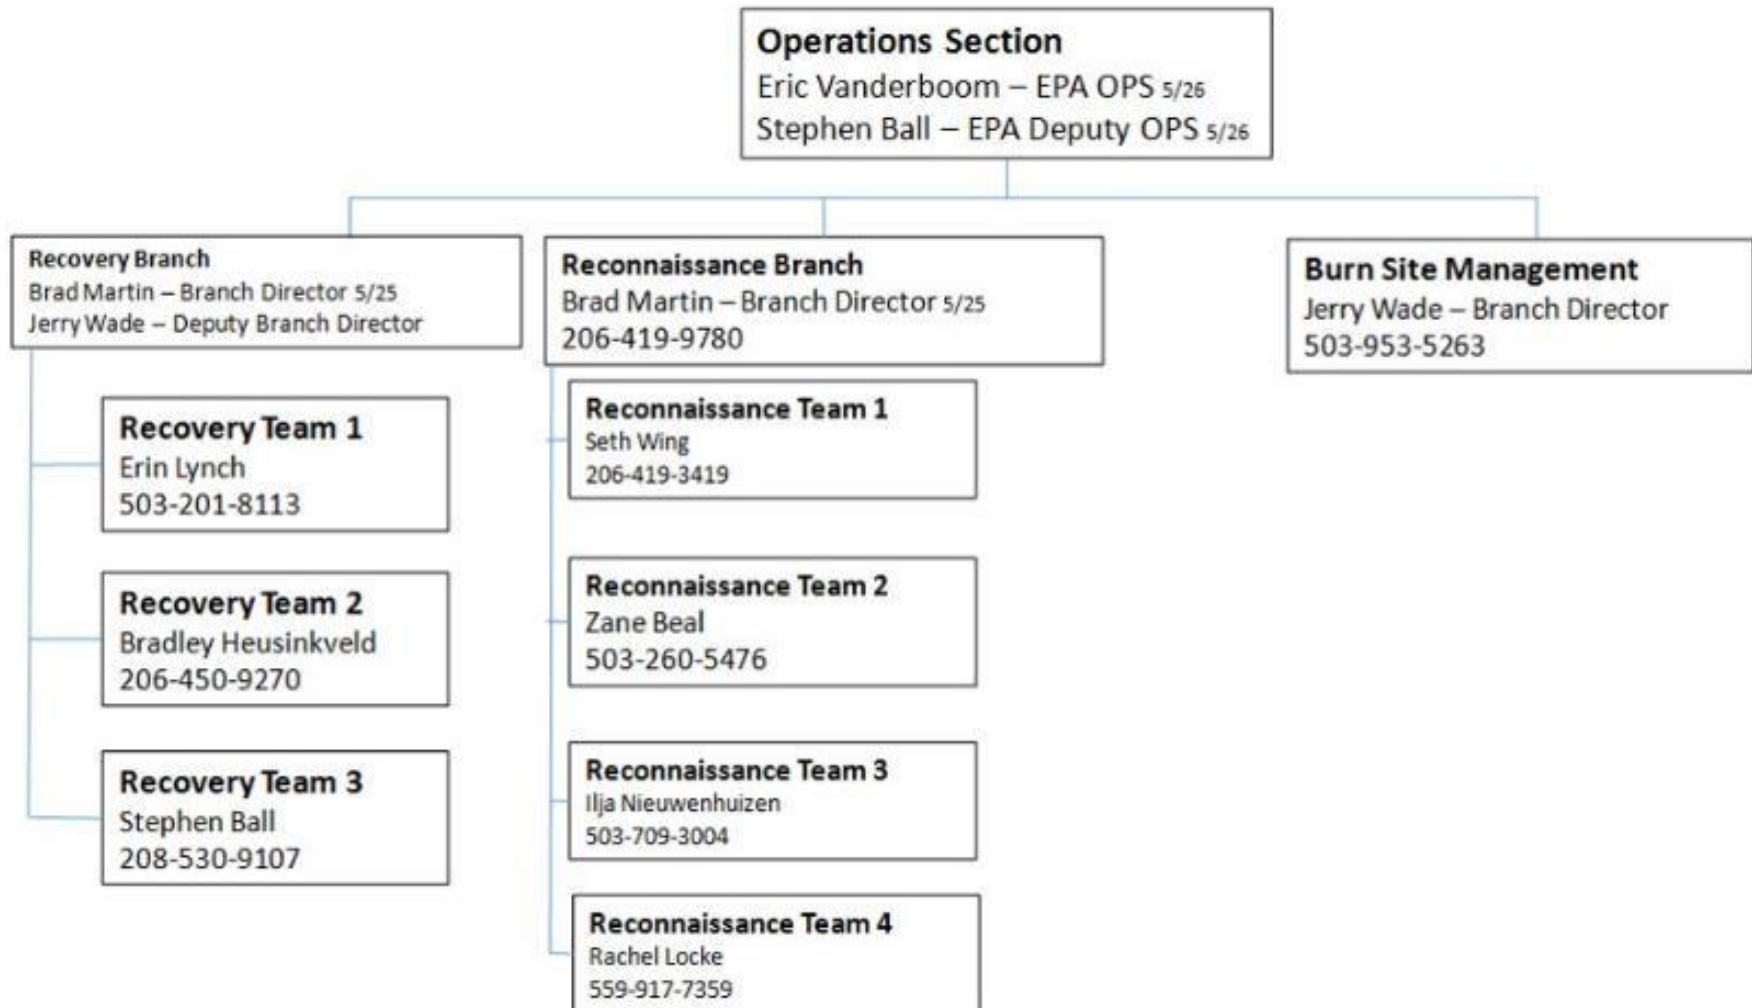 Operations Section
Eric Vanderboom – EPA OPS 5/26
Stephen Ball – EPA Deputy OPS 5/26
Recovery Branch
Brad Martin – Branch Director 5/25
Jerry Wade – Deputy Branch Director
Reconnaissance Branch
Brad Martin – Branch Director 5/25
206-419-9780
Burn Site Management
Jerry Wade – Branch Director
503-953-5263
Recovery Team 1
Erin Lynch
503-201-8113
Recovery Team 2
Bradley Heusinkveld
206-450-9270
Recovery Team 3
Stephen Ball
208-530-9107
Reconnaissance Team 1
Seth Wing
206-419-3419
Reconnaissance Team 2
Zane Beal
503-260-5476
Reconnaissance Team 3
Ilja Nieuwenhuizen
503-709-3004
Reconnaissance Team 4
Rachel Locke
559-917-7359